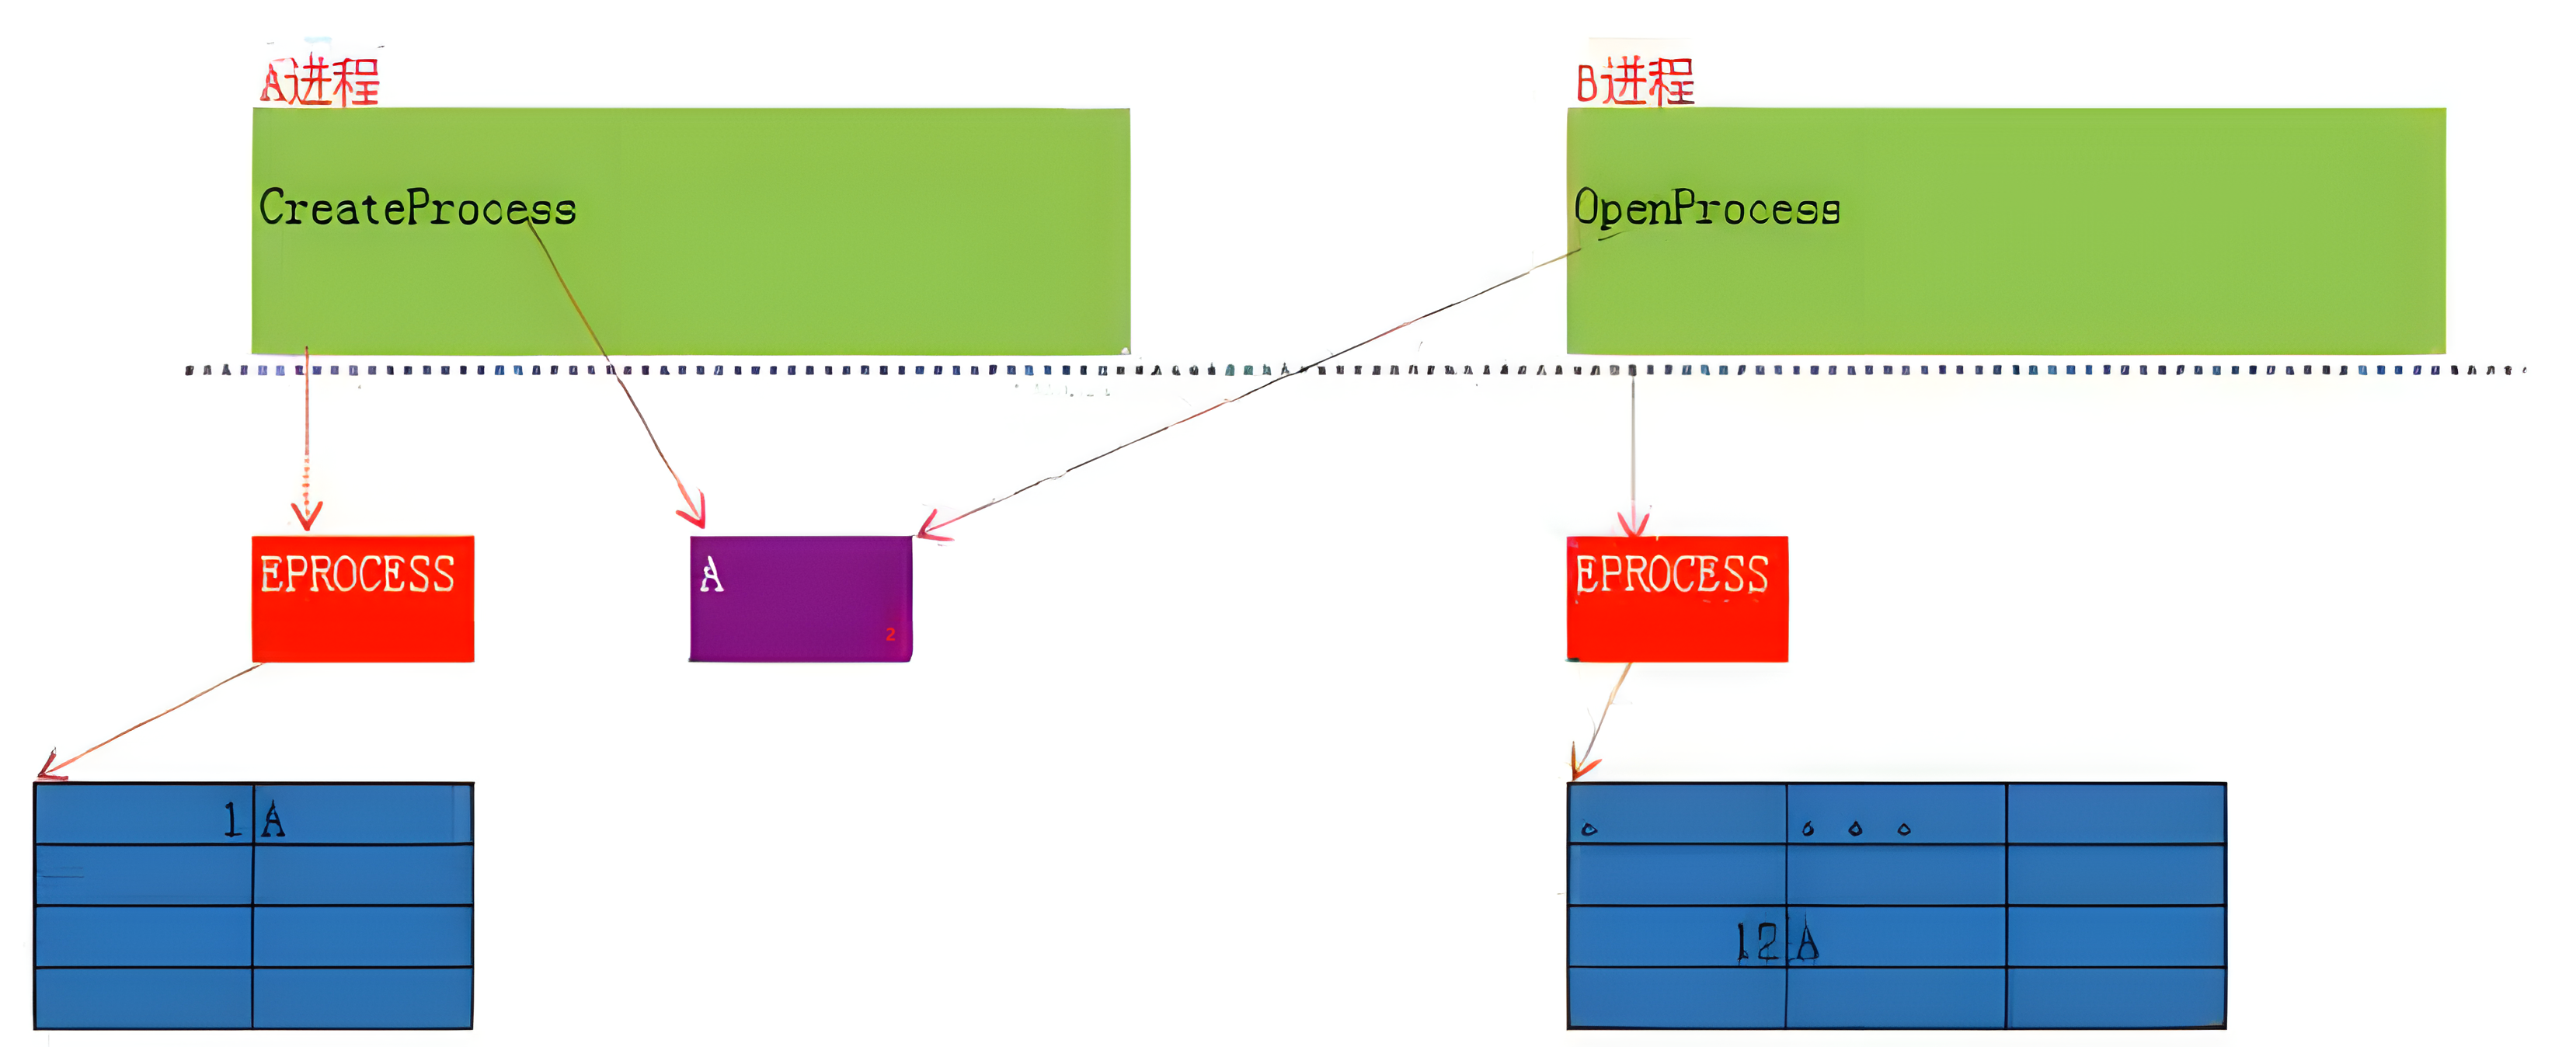 A进程
B进程
CreateProcess
OpenProcess
EPROCESS
A
2
EPROCESS
1 A
。 。。。
12 A